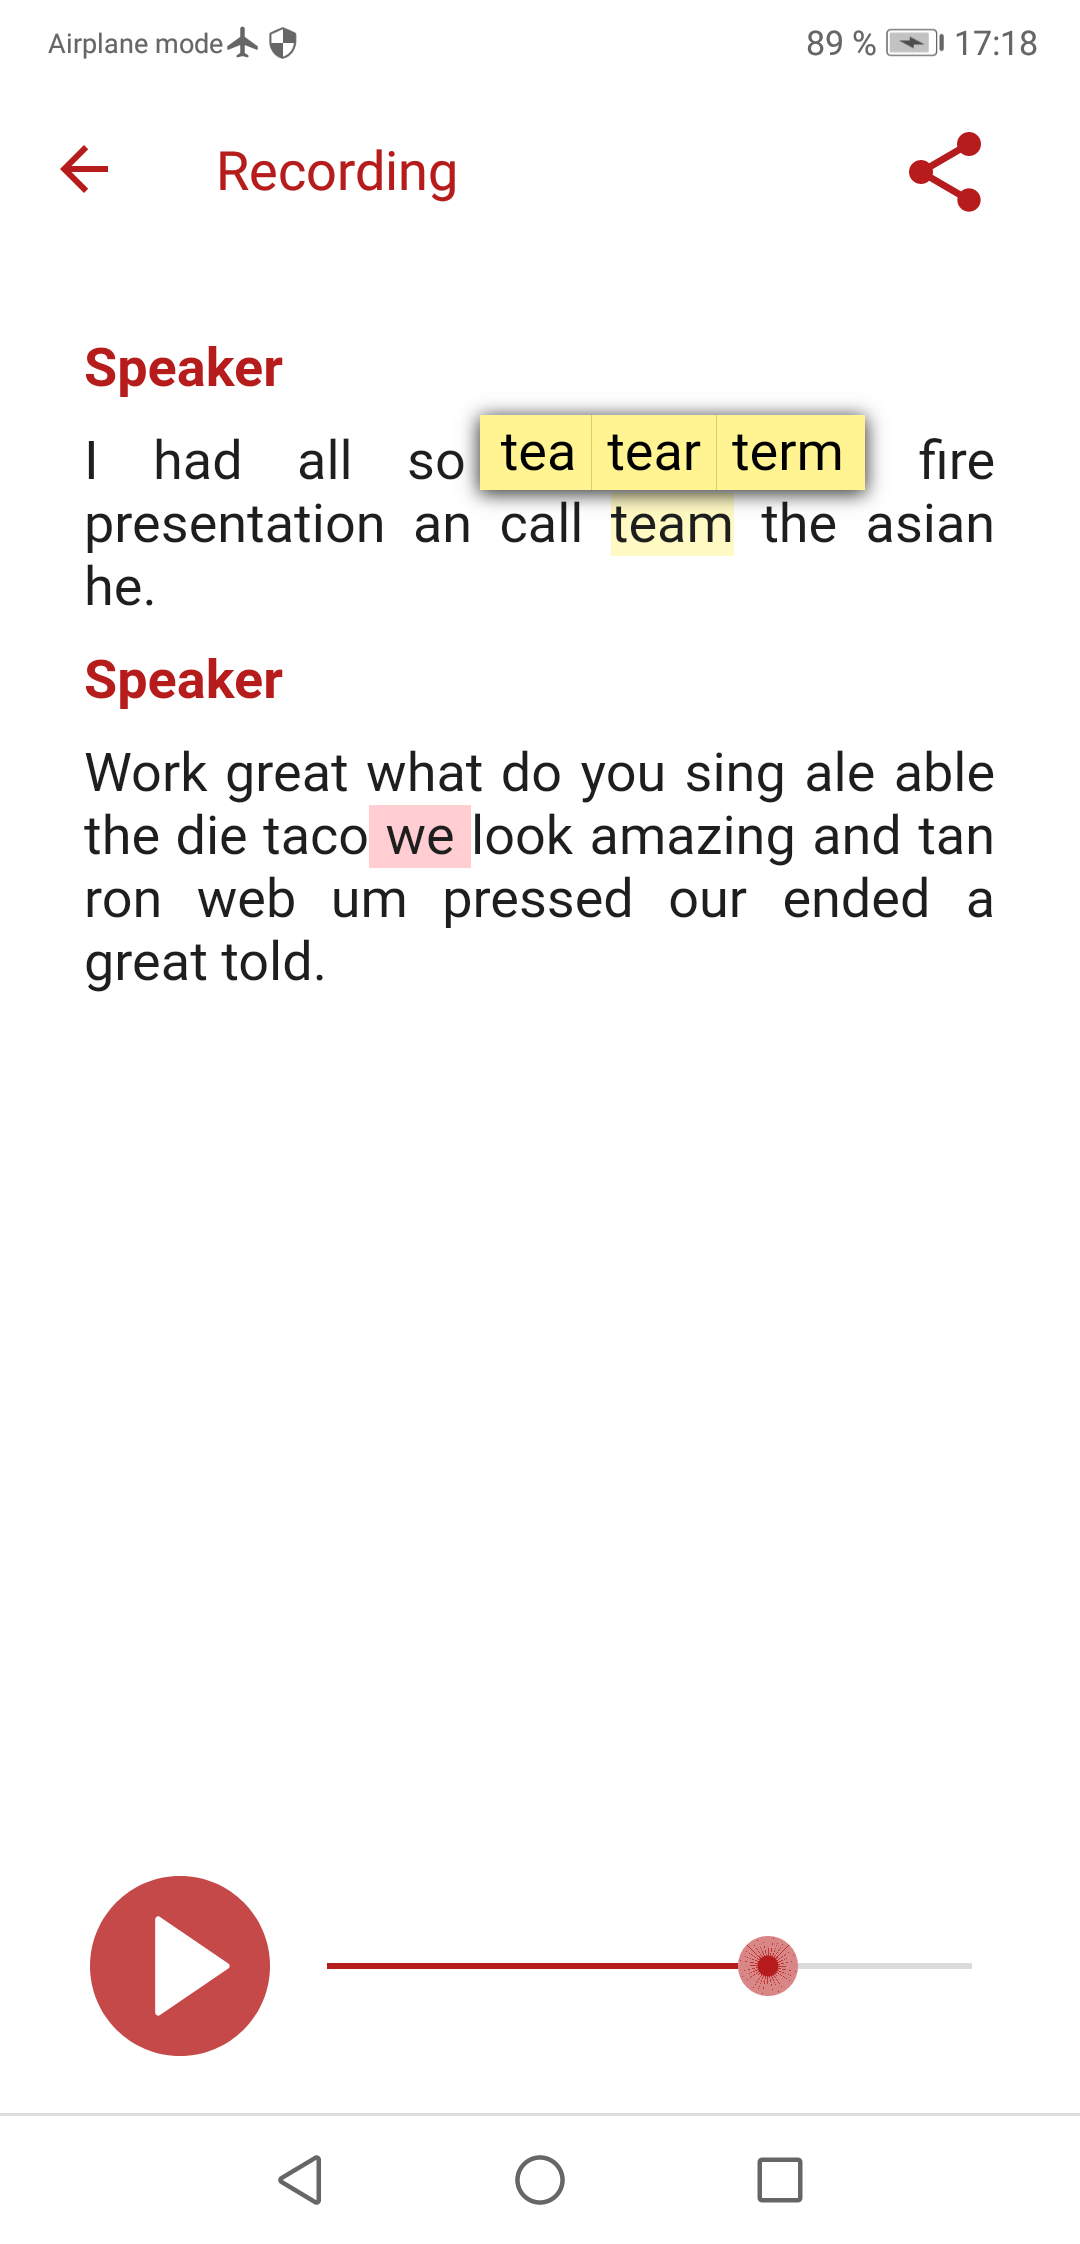 Airplane mode 89 % 17:18
Recording
Speaker
I had all so tea tear term fire
presentation an call team the asian
he.
Speaker
Work great what do you sing ale able
the die taco we look amazing and tan
ron web um pressed our ended a
great told.